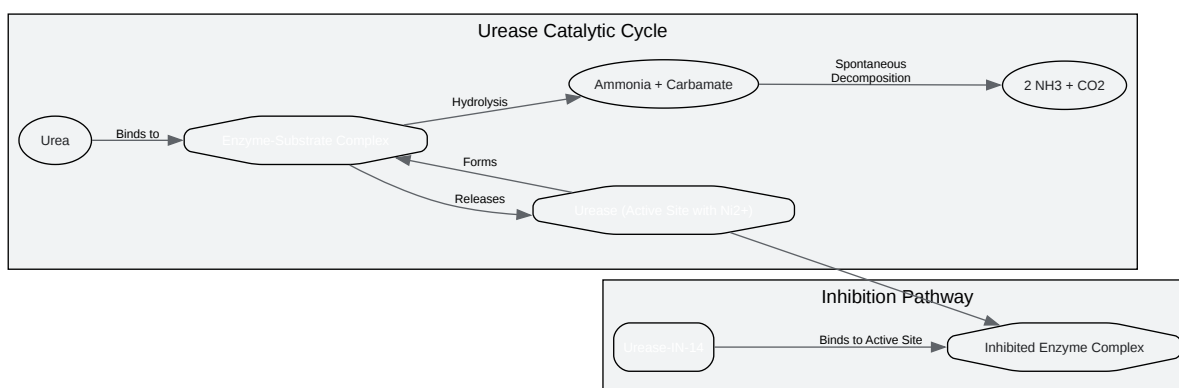 Urease Catalytic Cycle
Spontaneous
Decomposition
Ammonia + Carbamate
2 NH3 + CO2
Hydrolysis
Urea
Binds to
Enzyme-Substrate Complex
Forms
Releases
Urease (Active Site with Ni2+)
Inhibition Pathway
Urease-IN-14
Binds to Active Site
Inhibited Enzyme Complex